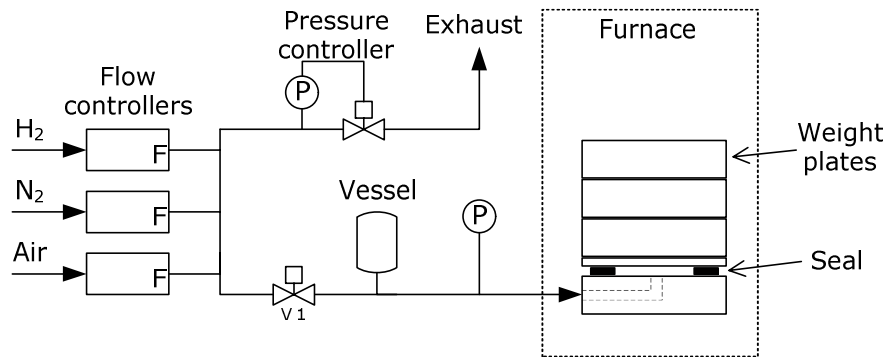 Pressure
controller
Exhaust
Furnace
Flow
controllers
P
H₂
F
N₂
F
Air
F
Vessel
P
V 1
Weight
plates
Seal